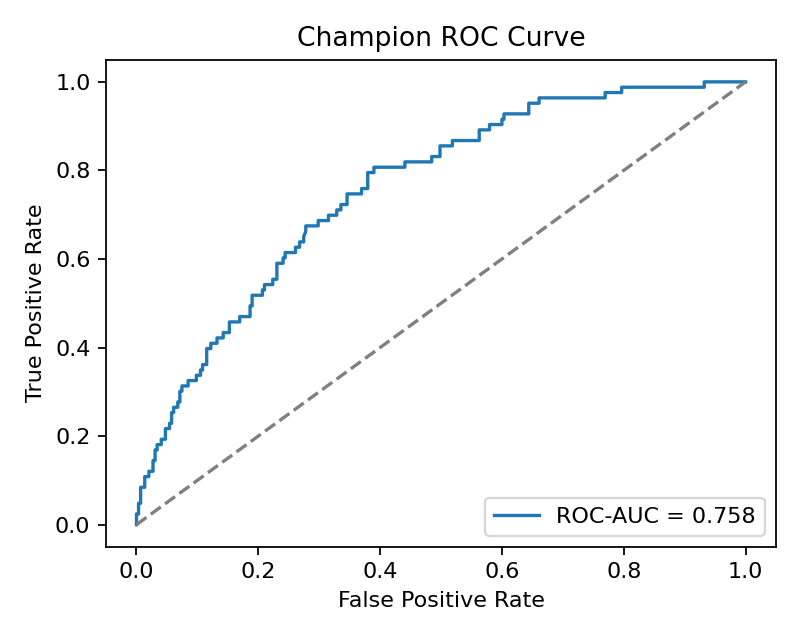 Champion ROC Curve
True Positive Rate
1.0
0.8
0.6
0.4
0.2
0.0
ROC-AUC = 0.758
0.0 0.2 0.4 0.6 0.8 1.0
False Positive Rate